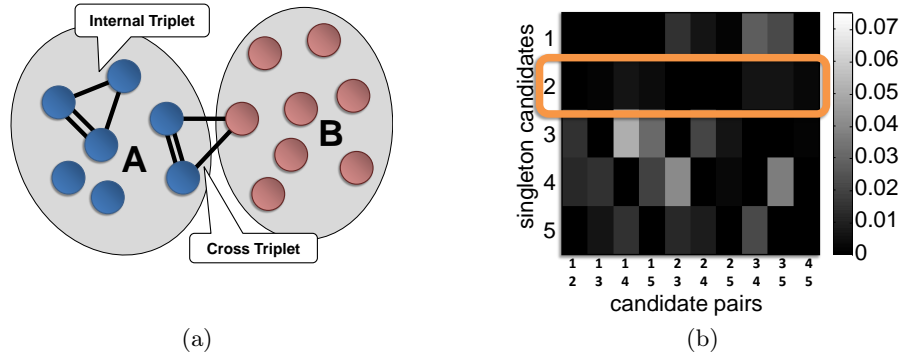 Internal Triplet
A
B
Cross Triplet
(a)
singleton candidates
1
2
3
4
5
1 1 1 1 2 2 2 3 3 4
2 3 4 5 3 4 5 4 5 5
candidate pairs
0.07
0.06
0.05
0.04
0.03
0.02
0.01
0
(b)